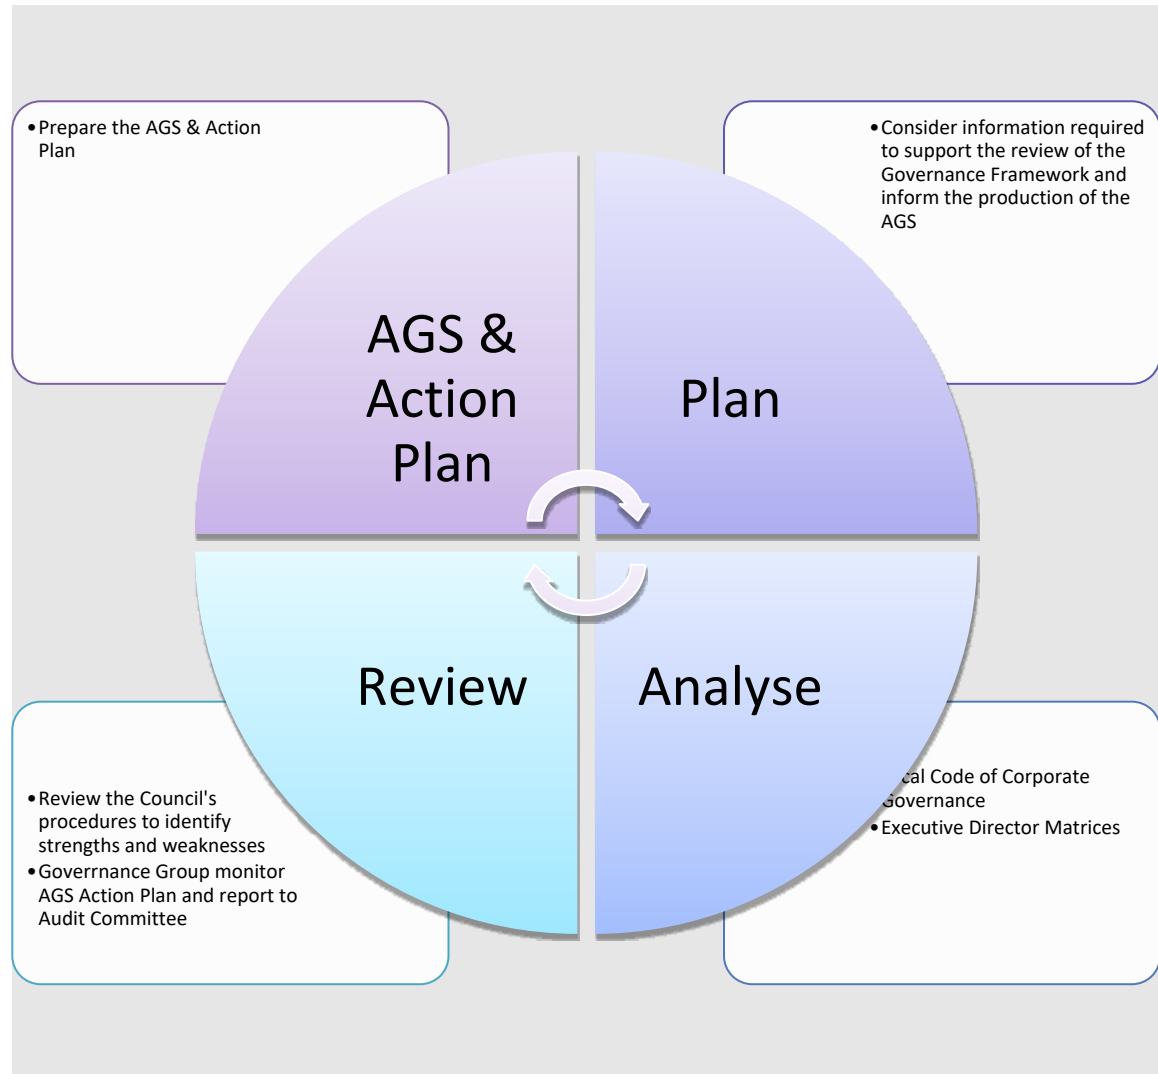 •Prepare the AGS & Action
Plan
•Consider information required
to support the review of the
Governance Framework and
inform the production of the
AGS
AGS &
Action
Plan
Plan
Review
Analyse
•Review the Council's
procedures to identify
strengths and weaknesses
•Goverrnance Group monitor
AGS Action Plan and report to
Audit Committee
Code of Corporate
Governance
•Executive Director Matrices